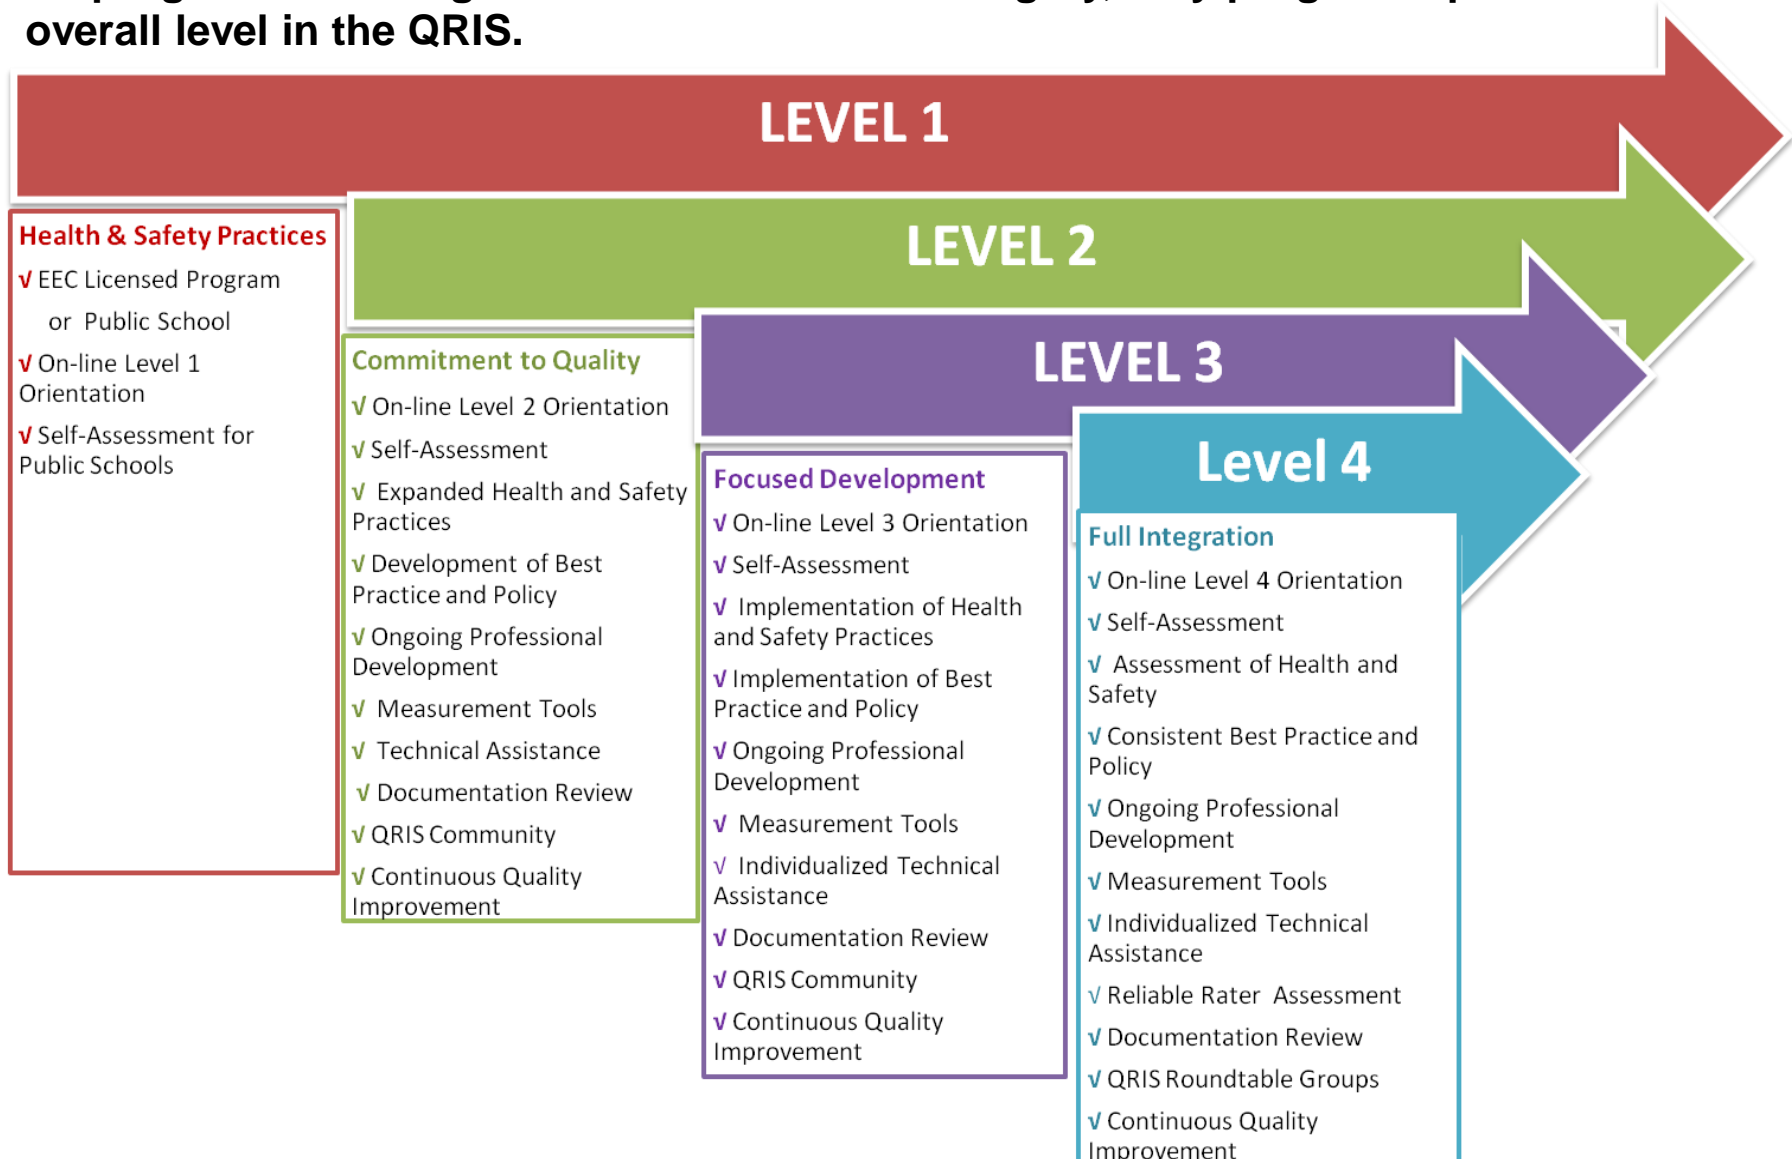 overall level in the QRIS.
LEVEL 1
LEVEL 2
LEVEL 3
Level 4
Health & Safety Practices
√ EEC Licensed Program
or Public School
√ On-line Level 1
Orientation
√ Self-Assessment for
Public Schools
Commitment to Quality
√ On-line Level 2 Orientation
√ Self-Assessment
√ Expanded Health and Safety
Practices
√ Development of Best
Practice and Policy
√ Ongoing Professional
Development
√ Measurement Tools
√ Technical Assistance
√ Documentation Review
√ QRIS Community
√ Continuous Quality
Improvement
Focused Development
√ On-line Level 3 Orientation
√ Self-Assessment
√ Implementation of Health
and Safety Practices
√ Implementation of Best
Practice and Policy
√ Ongoing Professional
Development
√ Measurement Tools
√ Individualized Technical
Assistance
√ Documentation Review
√ QRIS Community
√ Continuous Quality
Improvement
Full Integration
√ On-line Level 4 Orientation
√ Self-Assessment
√ Assessment of Health and
Safety
√ Consistent Best Practice and
Policy
√ Ongoing Professional
Development
√ Measurement Tools
√ Individualized Technical
Assistance
√ Reliable Rater Assessment
√ Documentation Review
√ QRIS Roundtable Groups
√ Continuous Quality
Improvement